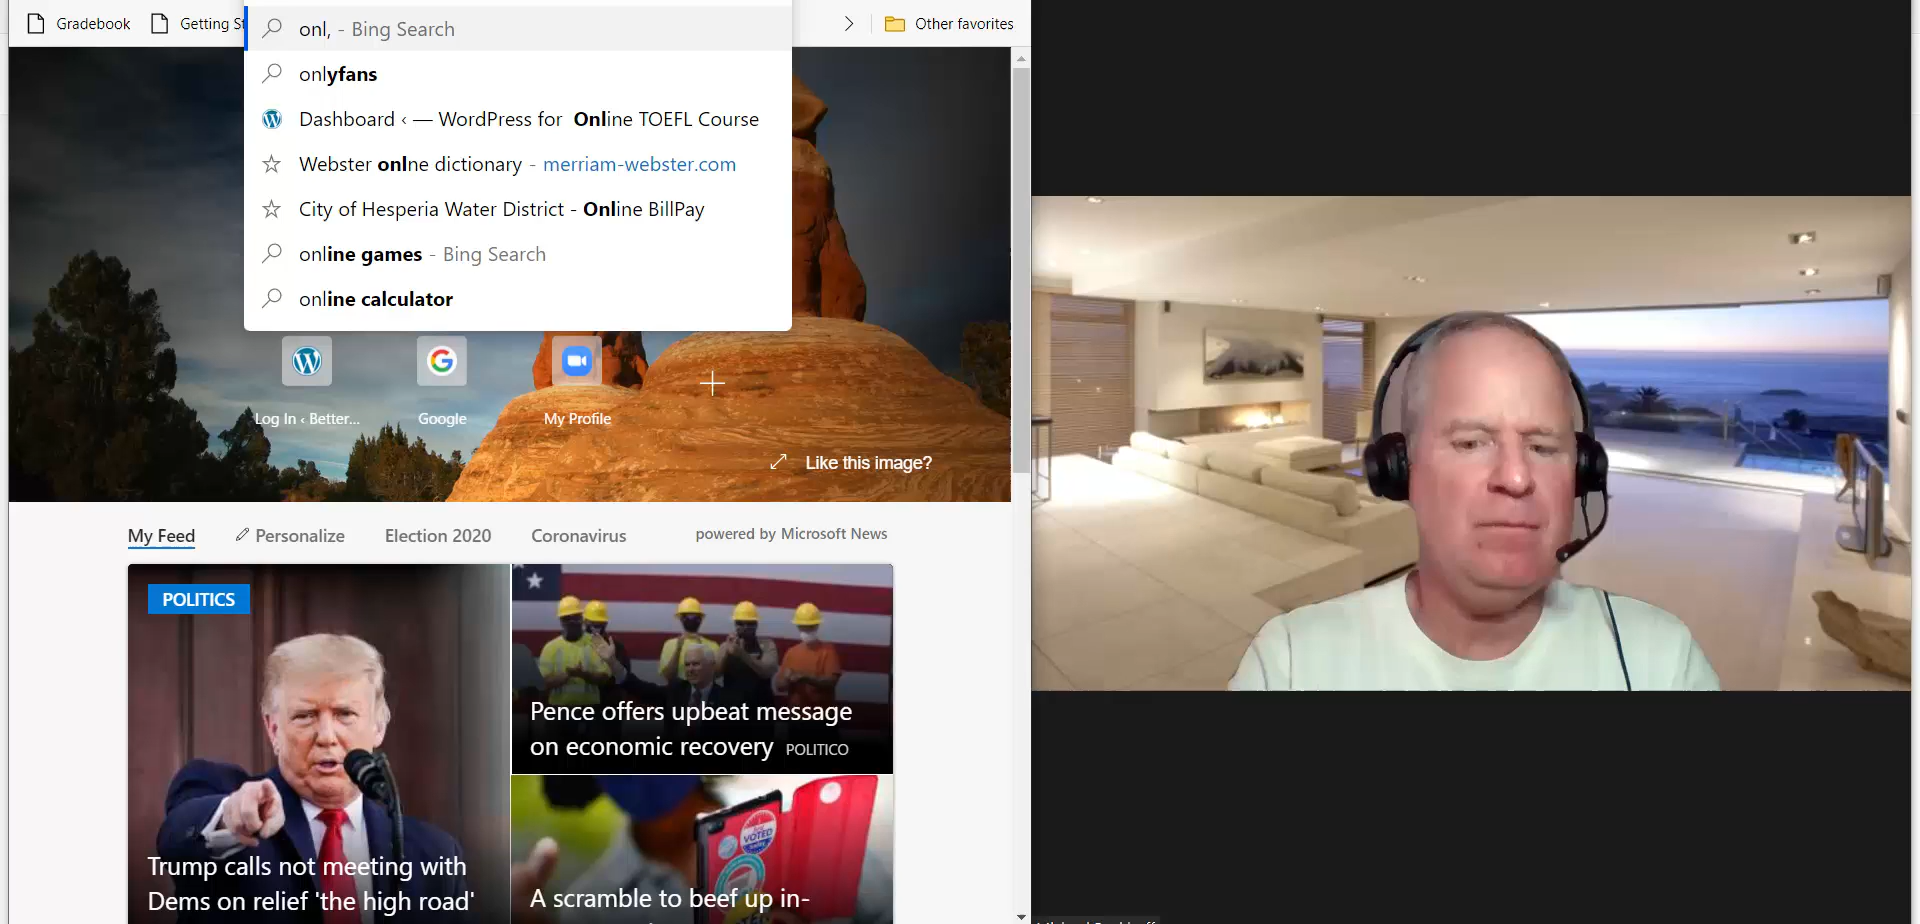 Gradebook
Getting St
Other favorites
onl, - Bing Search
onlyfans
Dashboard ‹ — WordPress for Online TOEFL Course
Webster onlne dictionary - merriam-webster.com
City of Hesperia Water District - Online BillPay
online games - Bing Search
online calculator
Log In ‹ Better...
Google
My Profile
Like this image?
My Feed
Personalize
Election 2020
Coronavirus
powered by Microsoft News
POLITICS
Trump calls not meeting with
Dems on relief 'the high road'
Pence offers upbeat message
on economic recovery POLITICO
VOTED
A scramble to beef up in-